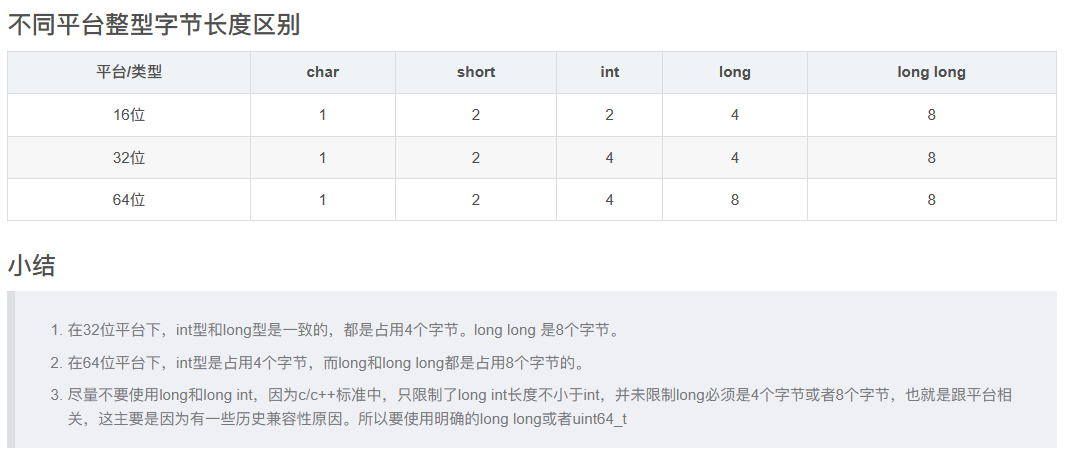 不同平台整型字节长度区别
平台/类型 char short int long long long
16位 1 2 2 4 8
32位 1 2 4 4 8
64位 1 2 4 8 8
小结
1. 在32位平台下，int型和long型是一致的，都是占用4个字节。long long 是8个字节。
2. 在64位平台下，int型是占用4个字节，而long和long long都是占用8个字节的。
3. 尽量不要使用long和long int，因为c/c++标准中，只限制了long int长度不小于int，并未限制long必须是4个字节或者8个字节，也就是跟平台相
关，这主要是因为有一些历史兼容性原因。所以要使用明确的long long或者uint64_t